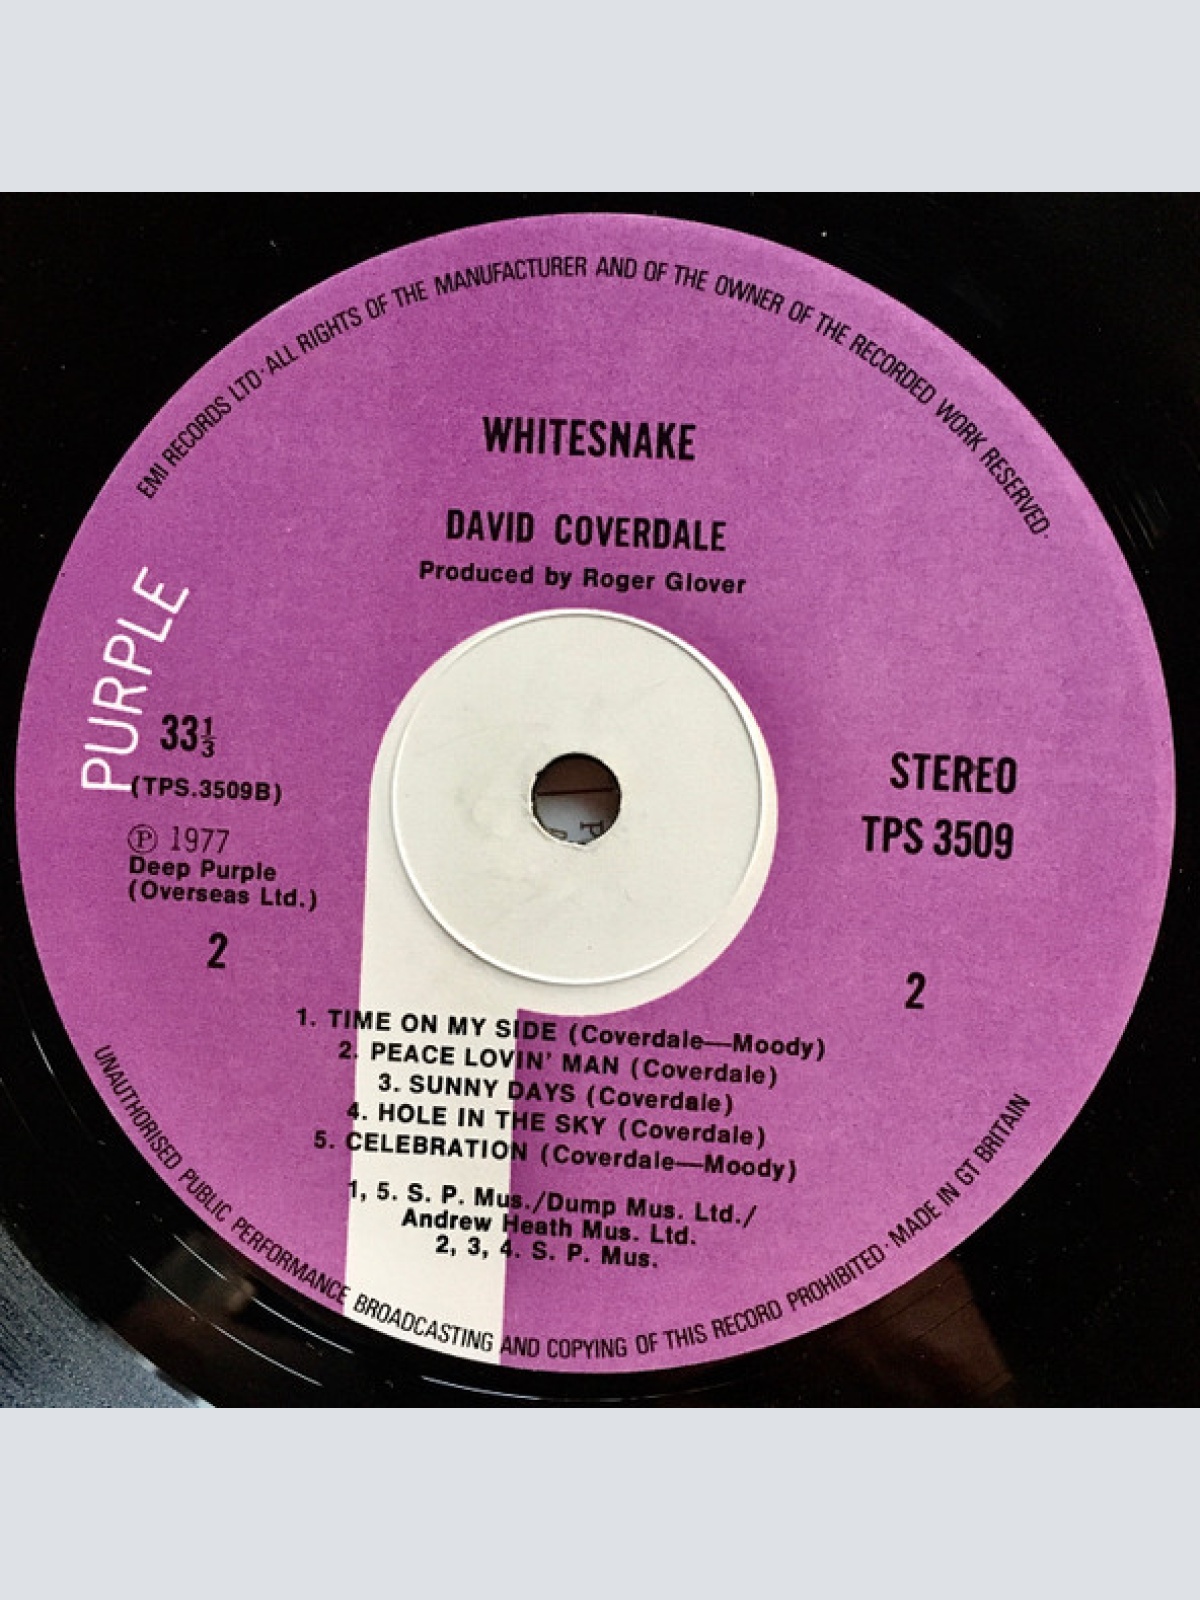 EMI RECORDS LTD · ALL RIGHTS OF THE MANUFACTURER AND OF THE OWNER OF THE RECORDED WORK RESERVED ·
WHITESNAKE
DAVID COVERDALE
Produced by Roger Glover
PURPLE
33⅓
(TPS.3509B)
Ⓟ 1977
Deep Purple
(Overseas Ltd.)
2
STEREO
TPS 3509
2
1. TIME ON MY SIDE (Coverdale—Moody)
2. PEACE LOVIN' MAN (Coverdale)
3. SUNNY DAYS (Coverdale)
4. HOLE IN THE SKY (Coverdale)
5. CELEBRATION (Coverdale—Moody)
1, 5. S. P. Mus./Dump Mus. Ltd./
Andrew Heath Mus. Ltd.
2, 3, 4. S. P. Mus.
UNAUTHORISED PUBLIC PERFORMANCE BROADCASTING AND COPYING OF THIS RECORD PROHIBITED · MADE IN GT BRITAIN